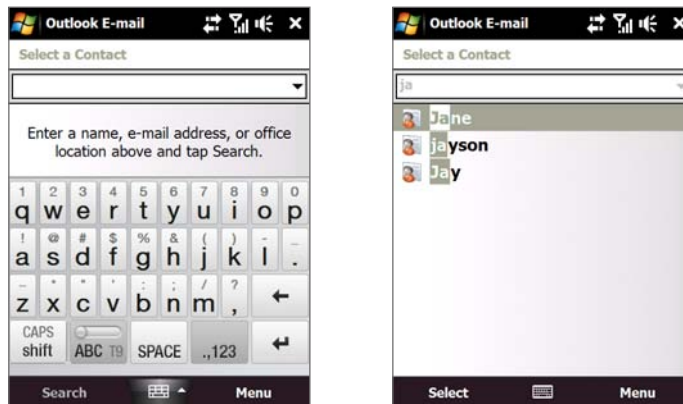 Outlook E-mail
Select a Contact
Enter a name, e-mail address, or office
location above and tap Search.
1 2 3 4 5 6 7 8 9 0
q w e r t y u i o p
! @ # $ % & ( ) - _
a s d f g h j k l .
z x c v b n m ,
CAPS
shift ABC T9 SPACE .,123
Search Menu
Outlook E-mail
Select a Contact
ja
Jane
jayson
Jay
Select Menu